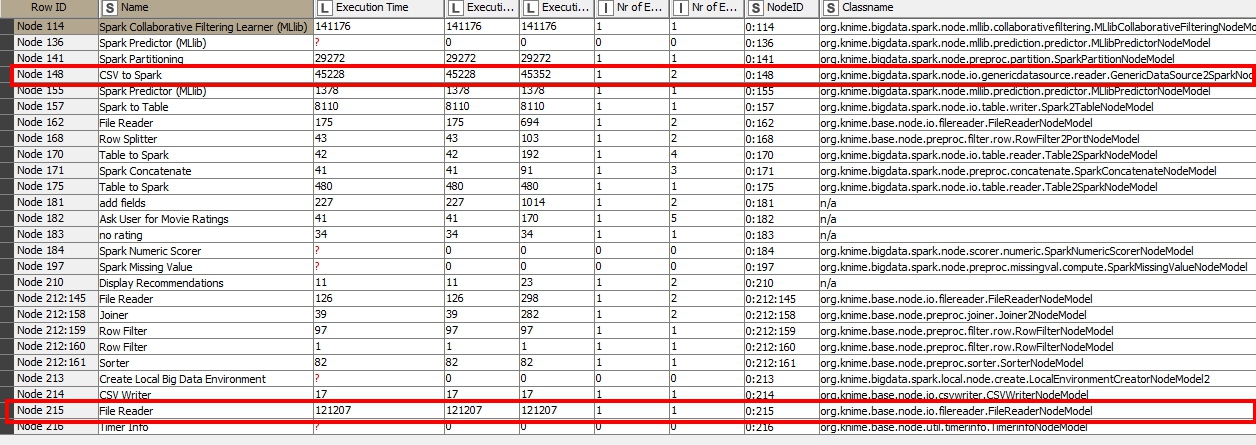 Row ID S Name L Execution Time L Executi... L Executi... I Nr of E... I Nr of E... S NodeID S Classname
Node 114 Spark Collaborative Filtering Learner (MLlib) 141176 141176 141176 1 1 0:114 org.knime.bigdata.spark.node.mllib.collaborativefiltering.MLlibCollaborativeFilteringNodeMo
Node 136 Spark Predictor (MLlib) ? 0 0 0 0 0:136 org.knime.bigdata.spark.node.mllib.prediction.predictor.MLlibPredictorNodeModel
Node 141 Spark Partitioning 29272 29272 29272 1 1 0:141 org.knime.bigdata.spark.node.preproc.partition.SparkPartitionNodeModel
Node 148 CSV to Spark 45228 45228 45352 1 2 0:148 org.knime.bigdata.spark.node.io.genericdatasource.reader.GenericDataSource2SparkNod
Node 155 Spark Predictor (MLlib) 1378 1378 1378 1 1 0:155 org.knime.bigdata.spark.node.mllib.prediction.predictor.MLlibPredictorNodeModel
Node 157 Spark to Table 8110 8110 8110 1 1 0:157 org.knime.bigdata.spark.node.io.table.writer.Spark2TableNodeModel
Node 162 File Reader 175 175 694 1 2 0:162 org.knime.base.node.io.filereader.FileReaderNodeModel
Node 168 Row Splitter 43 43 103 1 2 0:168 org.knime.base.node.preproc.filter.row.RowFilter2PortNodeModel
Node 170 Table to Spark 42 42 192 1 4 0:170 org.knime.bigdata.spark.node.io.table.reader.Table2SparkNodeModel
Node 171 Spark Concatenate 41 41 91 1 3 0:171 org.knime.bigdata.spark.node.preproc.concatenate.SparkConcatenateNodeModel
Node 175 Table to Spark 480 480 480 1 1 0:175 org.knime.bigdata.spark.node.io.table.reader.Table2SparkNodeModel
Node 181 add fields 227 227 1014 1 2 0:181 n/a
Node 182 Ask User for Movie Ratings 41 41 170 1 5 0:182 n/a
Node 183 no rating 34 34 34 1 1 0:183 n/a
Node 184 Spark Numeric Scorer ? 0 0 0 0 0:184 org.knime.bigdata.spark.node.scorer.numeric.SparkNumericScorerNodeModel
Node 197 Spark Missing Value ? 0 0 0 0 0:197 org.knime.bigdata.spark.node.preproc.missingval.compute.SparkMissingValueNodeModel
Node 210 Display Recommendations 11 11 23 1 2 0:210 n/a
Node 212:145 File Reader 126 126 298 1 2 0:212:145 org.knime.base.node.io.filereader.FileReaderNodeModel
Node 212:158 Joiner 39 39 282 1 2 0:212:158 org.knime.base.node.preproc.joiner.Joiner2NodeModel
Node 212:159 Row Filter 97 97 97 1 1 0:212:159 org.knime.base.node.preproc.filter.row.RowFilterNodeModel
Node 212:160 Row Filter 1 1 1 1 1 0:212:160 org.knime.base.node.preproc.filter.row.RowFilterNodeModel
Node 212:161 Sorter 82 82 82 1 1 0:212:161 org.knime.base.node.preproc.sorter.SorterNodeModel
Node 213 Create Local Big Data Environment ? 0 0 0 0 0:213 org.knime.bigdata.spark.local.node.create.LocalEnvironmentCreatorNodeModel2
Node 214 CSV Writer 17 17 17 1 1 0:214 org.knime.base.node.io.csvwriter.CSVWriterNodeModel
Node 215 File Reader 121207 121207 121207 1 1 0:215 org.knime.base.node.io.filereader.FileReaderNodeModel
Node 216 Timer Info ? 0 0 0 0 0:216 org.knime.base.node.util.timerinfo.TimerinfoNodeModel